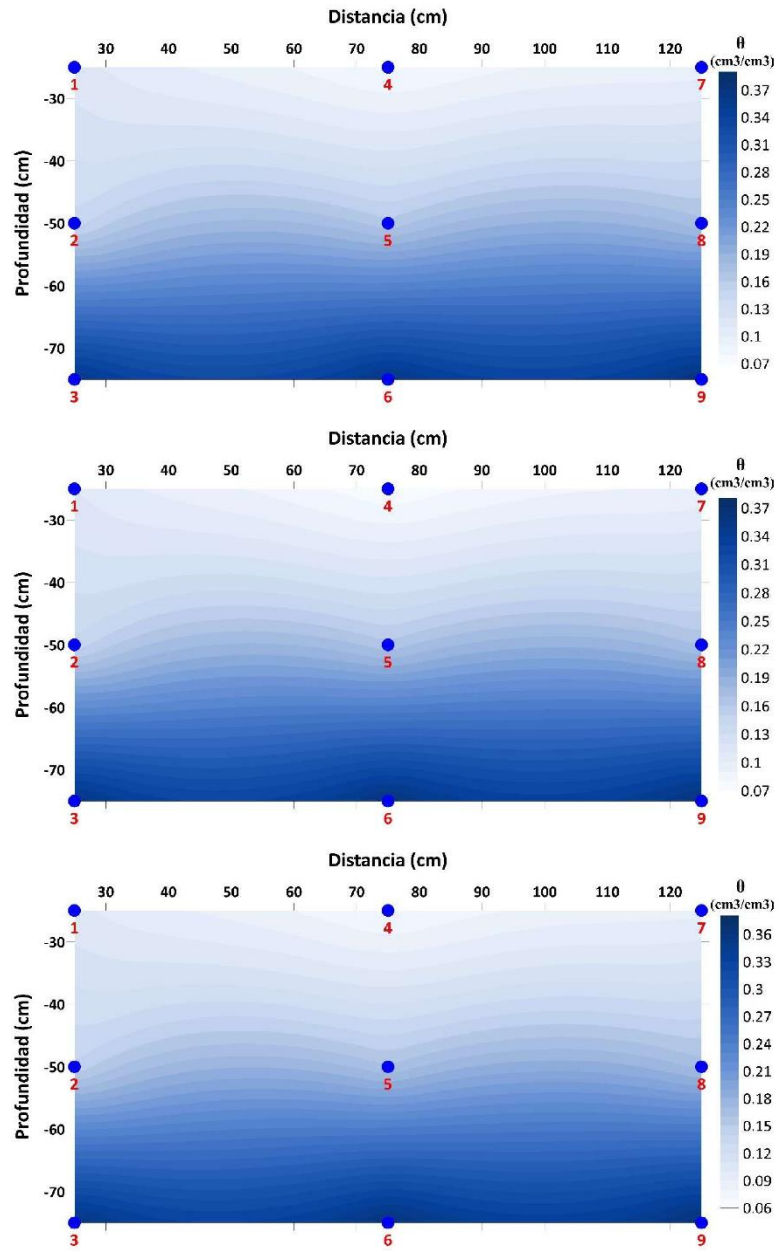 Distancia (cm)
30 40 50 60 70 80 90 100 110 120
θ
(cm3/cm3)
Profundidad (cm)
-30
-40
-50
-60
-70
1 4 7
2 5 8
3 6 9
0.37
0.34
0.31
0.28
0.25
0.22
0.19
0.16
0.13
0.1
0.07
Distancia (cm)
30 40 50 60 70 80 90 100 110 120
θ
(cm3/cm3)
Profundidad (cm)
-30
-40
-50
-60
-70
1 4 7
2 5 8
3 6 9
0.37
0.34
0.31
0.28
0.25
0.22
0.19
0.16
0.13
0.1
0.07
Distancia (cm)
30 40 50 60 70 80 90 100 110 120
θ
(cm3/cm3)
Profundidad (cm)
-30
-40
-50
-60
-70
1 4 7
2 5 8
3 6 9
0.36
0.33
0.30
0.27
0.24
0.21
0.18
0.15
0.12
0.09
0.06